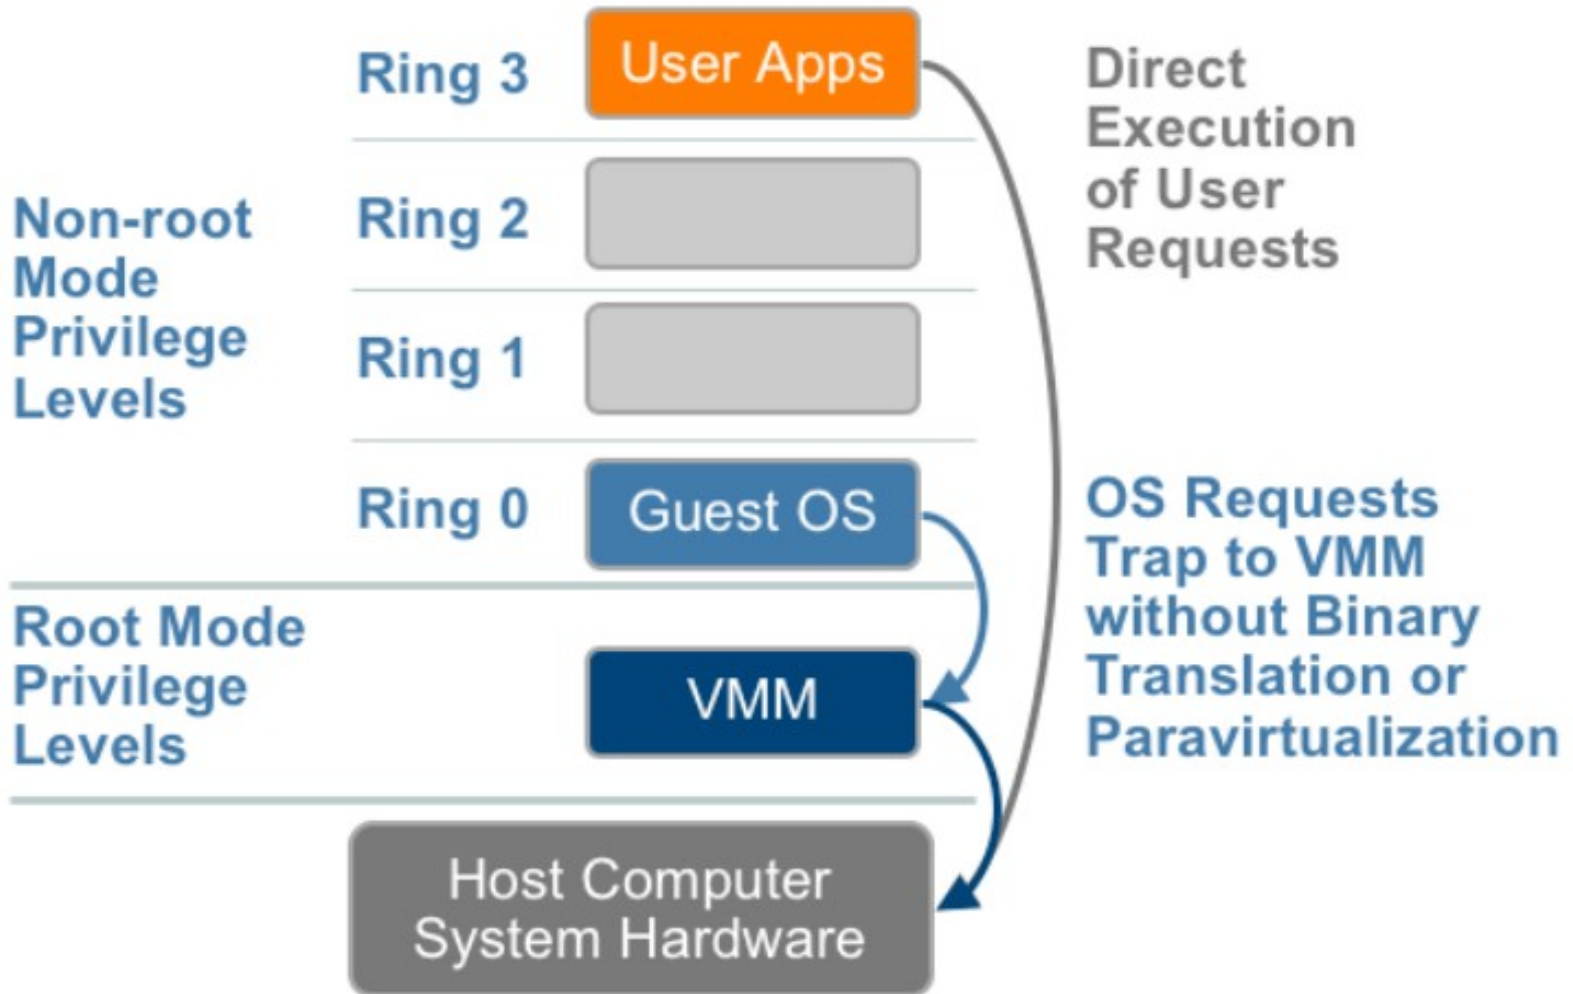 Ring 3
User Apps
Direct
Execution
of User
Requests
Non-root
Mode
Privilege
Levels
Ring 2
Ring 1
Ring 0
Guest OS
OS Requests
Trap to VMM
without Binary
Translation or
Paravirtualization
Root Mode
Privilege
Levels
VMM
Host Computer
System Hardware